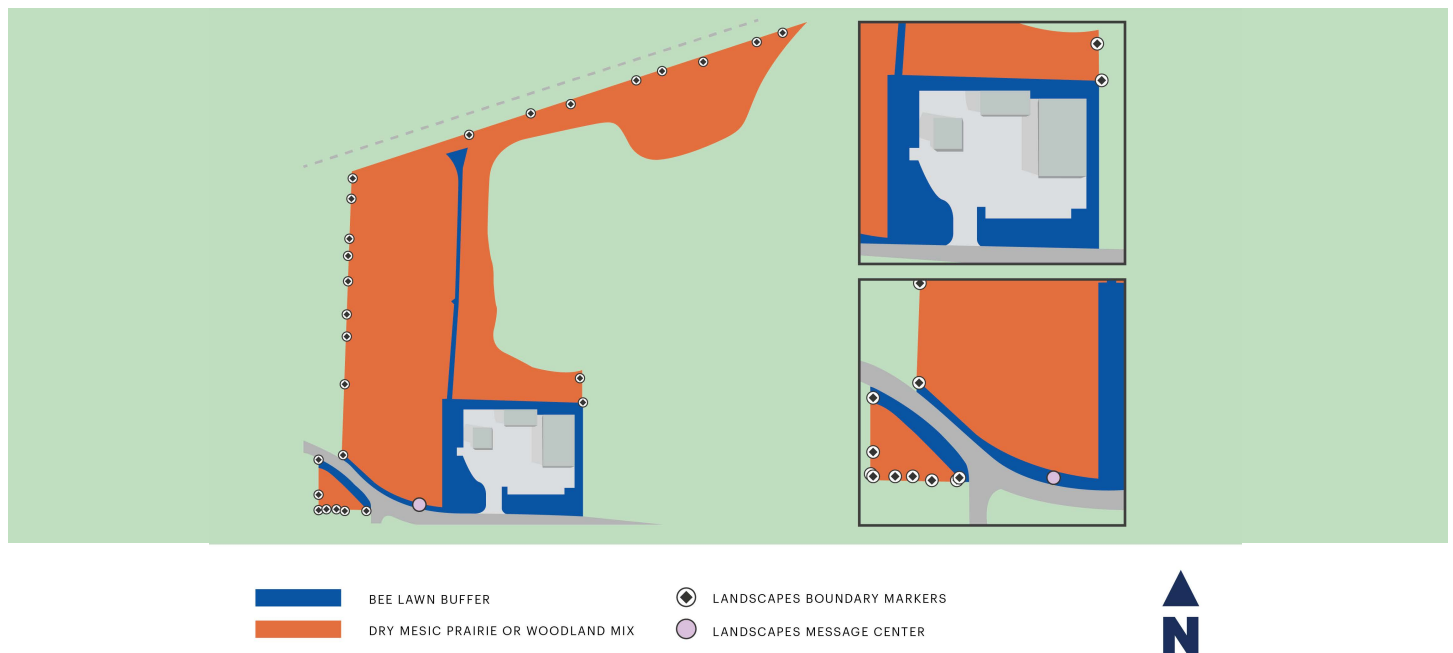 BEE LAWN BUFFER
LANDSCAPES BOUNDARY MARKERS
DRY MESIC PRAIRIE OR WOODLAND MIX
LANDSCAPES MESSAGE CENTER
N